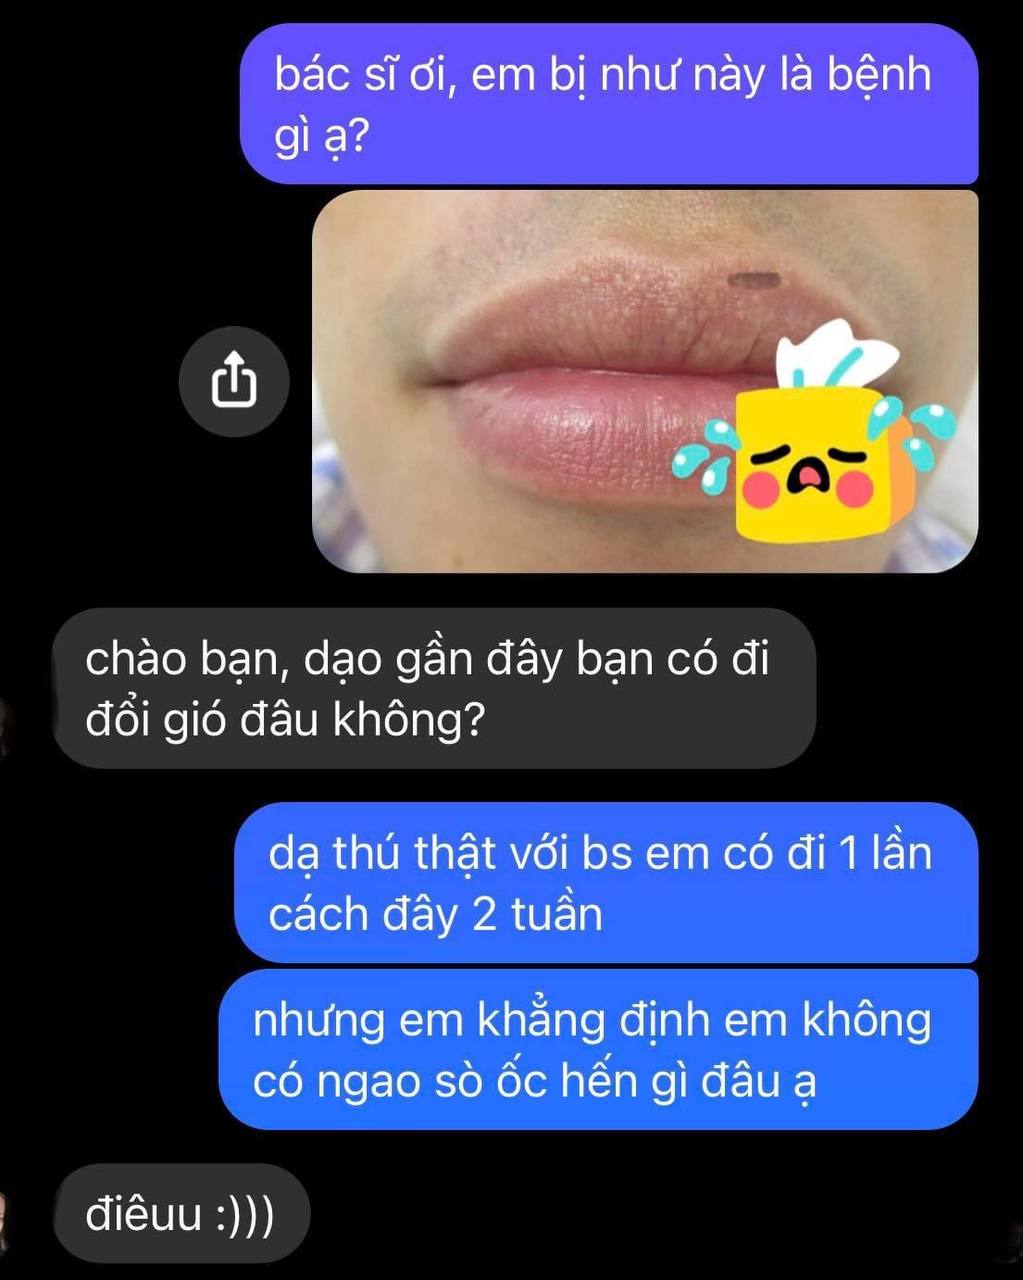 bác sĩ ơi, em bị như này là bệnh
gì ạ?
chào bạn, dạo gần đây bạn có đi
đổi gió đâu không?
dạ thú thật với bs em có đi 1 lần
cách đây 2 tuần
nhưng em khẳng định em không
có ngao sò ốc hến gì đâu ạ
điêuu :)))